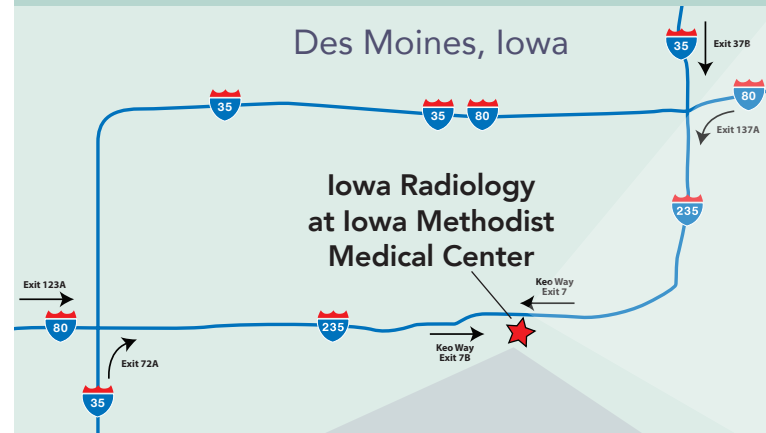 Des Moines, Iowa
35
Exit 37B
35
35
80
80
Exit 137A
235
Iowa Radiology
at Iowa Methodist
Medical Center
Exit 123A
Keo Way
Exit 7
80
235
Keo Way
Exit 7B
Exit 72A
35